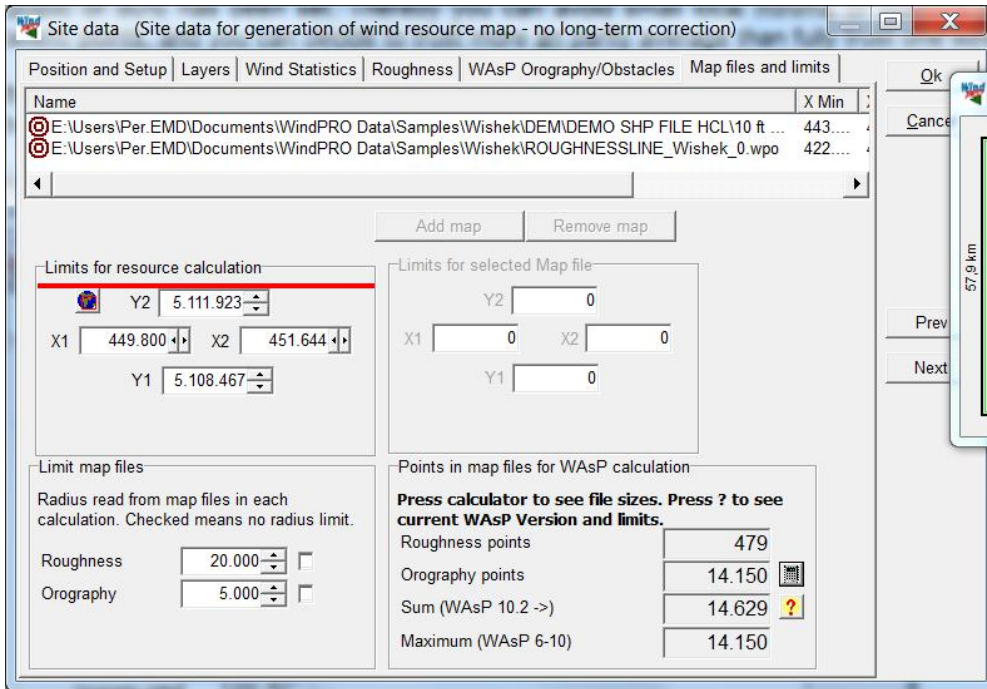 Site data (Site data for generation of wind resource map - no long-term correction)
Position and Setup Layers Wind Statistics Roughness WAsP Orography/Obstacles Map files and limits
Ok
Name X Min
E:\Users\Per.EMD\Documents\WindPRO Data\Samples\Wishek\DEM\DEMO SHP FILE HCL\10 ft ... 443....
Cance
E:\Users\Per.EMD\Documents\WindPRO Data\Samples\Wishek\ROUGHNESSLINE_Wishek_0.wpo 422....
Add map Remove map
57,9 km
Limits for resource calculation
Y2 5.111.923
X1 449.800 X2 451.644
Y1 5.108.467
Limits for selected Map file
Y2 0
X1 0 X2 0
Y1 0
Prev
Next
Limit map files
Radius read from map files in each
calculation. Checked means no radius limit.
Roughness 20.000
Orography 5.000
Points in map files for WAsP calculation
Press calculator to see file sizes. Press ? to see
current WAsP Version and limits.
Roughness points 479
Orography points 14.150
Sum (WAsP 10.2 ->) 14.629 ?
Maximum (WAsP 6-10) 14.150